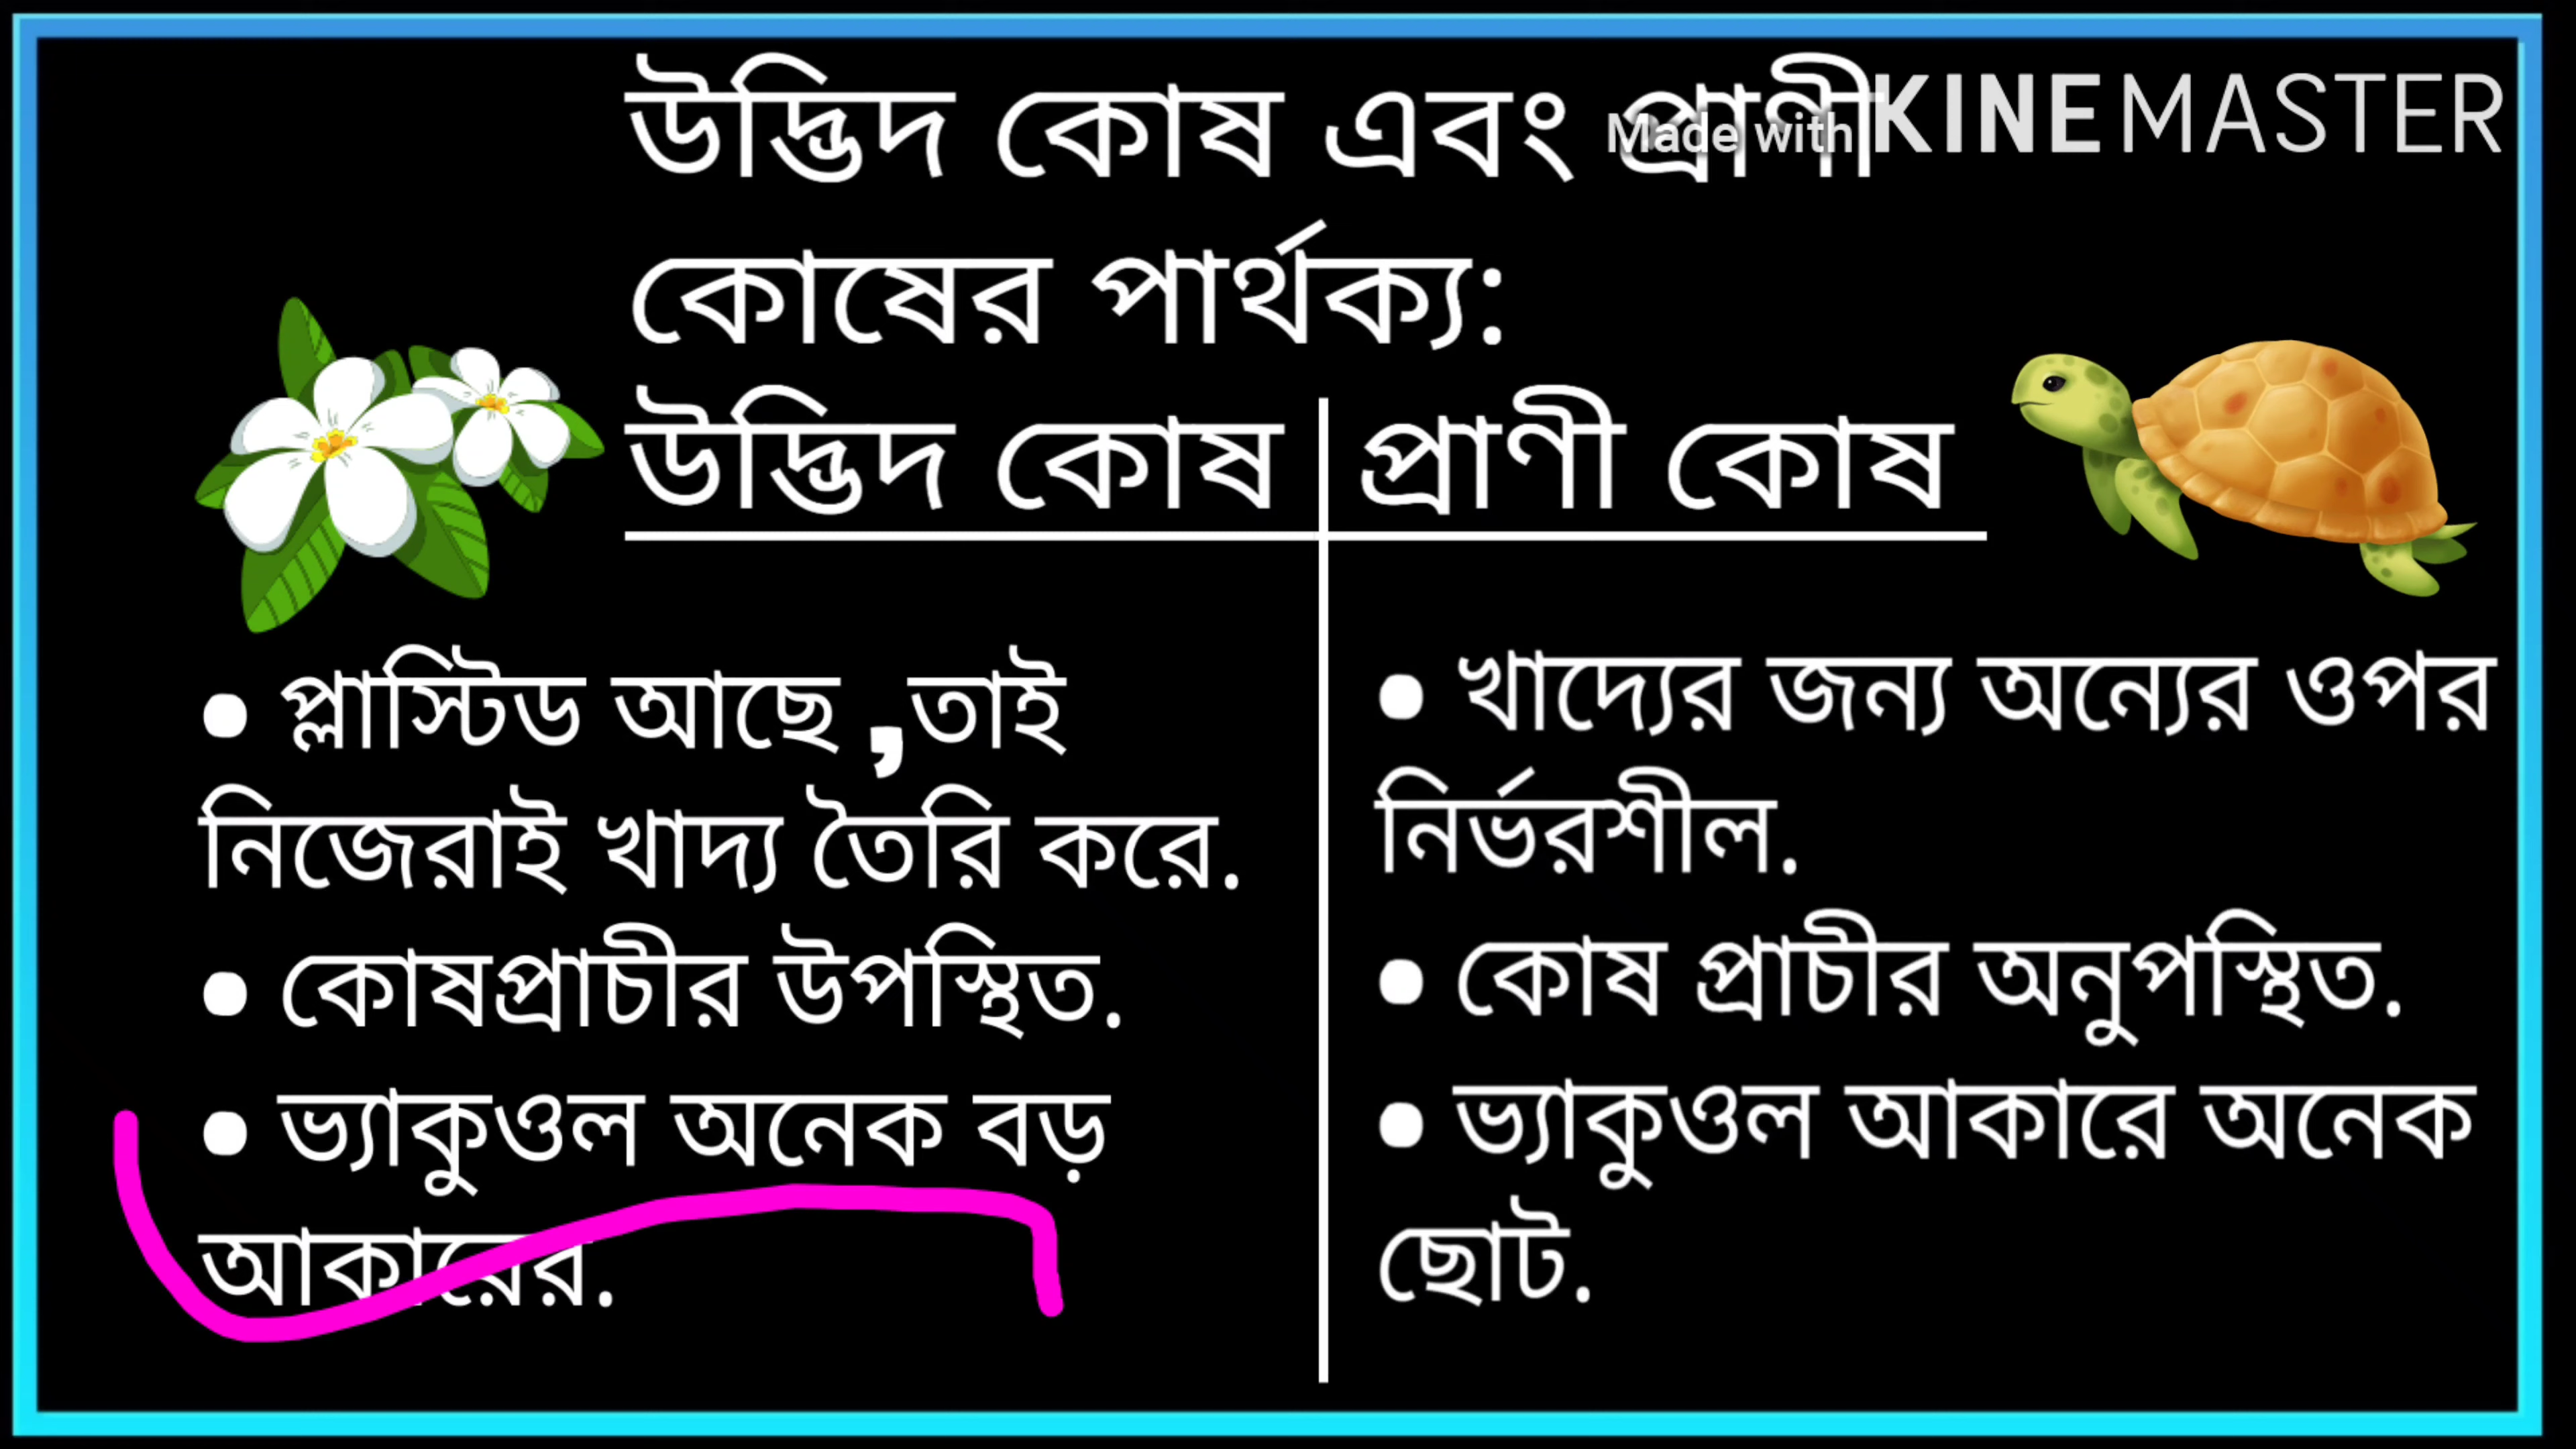 উদ্ভিদ কোষ এবং প্রাণী
Made with KINEMASTER
কোষের পার্থক্য:
উদ্ভিদ কোষ
প্রাণী কোষ
• প্লাস্টিড আছে ,তাই
নিজেরাই খাদ্য তৈরি করে.
• কোষপ্রাচীর উপস্থিত.
• ভ্যাকুওল অনেক বড়
আকারের.
• খাদ্যের জন্য অন্যের ওপর
নির্ভরশীল.
• কোষ প্রাচীর অনুপস্থিত.
• ভ্যাকুওল আকারে অনেক
ছোট.